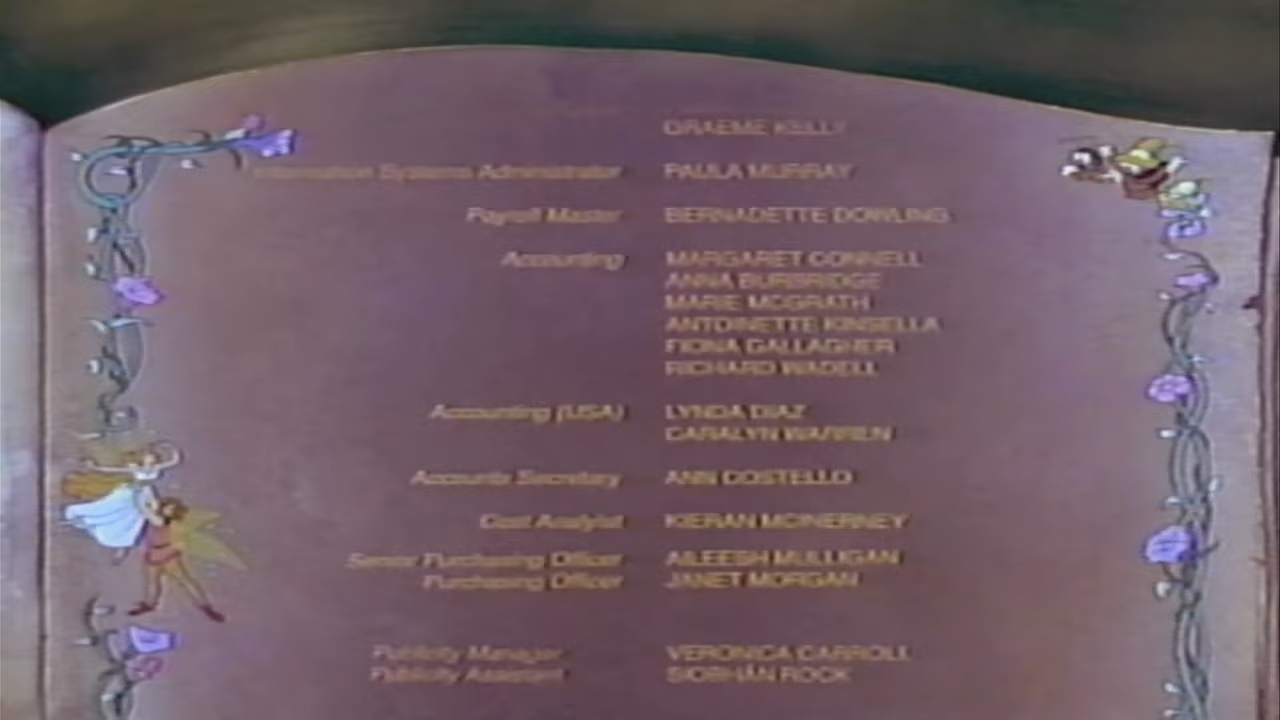 GRAEME KELLY
Information Systems Administrator PAULA MURRAY
Payroll Master BERNADETTE DOWLING
Accounting MARGARET CONNELL
ANNA BURBRIDGE
MARIE MCGRATH
ANTOINETTE KINSELLA
FIONA GALLAGHER
RICHARD WADELL
Accounting (USA) LYNDA DIAZ
CARALYN WARREN
Accounts Secretary ANN COSTELLO
Cost Analyst KIERAN MCINERNEY
Senior Purchasing Officer AILEESH MULLIGAN
Purchasing Officer JANET MORGAN
Publicity Manager VERONICA CARROLL
Publicity Assistant SIOBHÁN ROCK